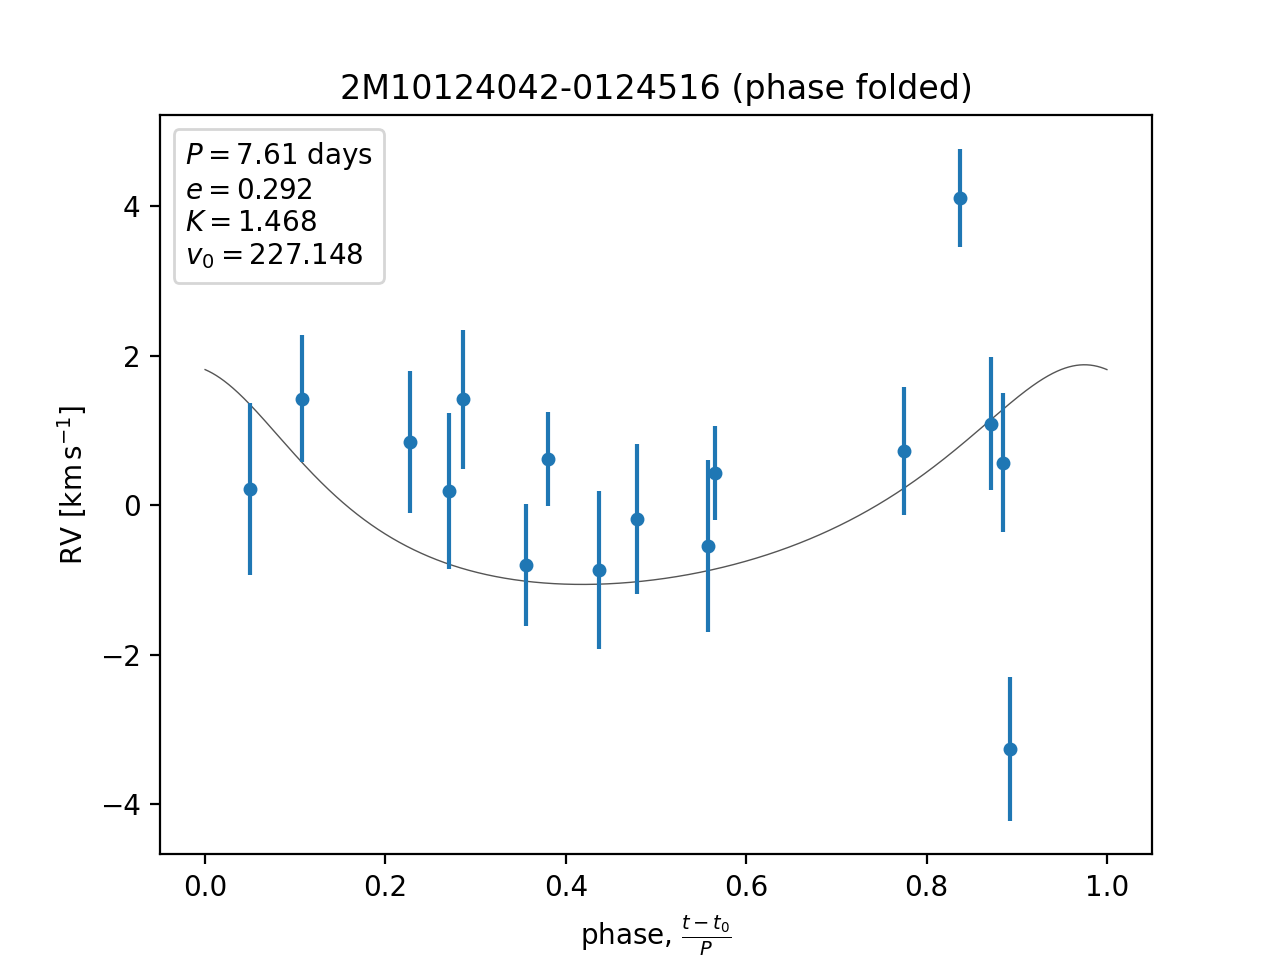 2M10124042-0124516 (phase folded)
P = 7.61 days
e = 0.292
K = 1.468
v₀ = 227.148
RV [km s⁻¹]
4
2
0
−2
−4
0.0 0.2 0.4 0.6 0.8 1.0
phase, (t − t₀)/P